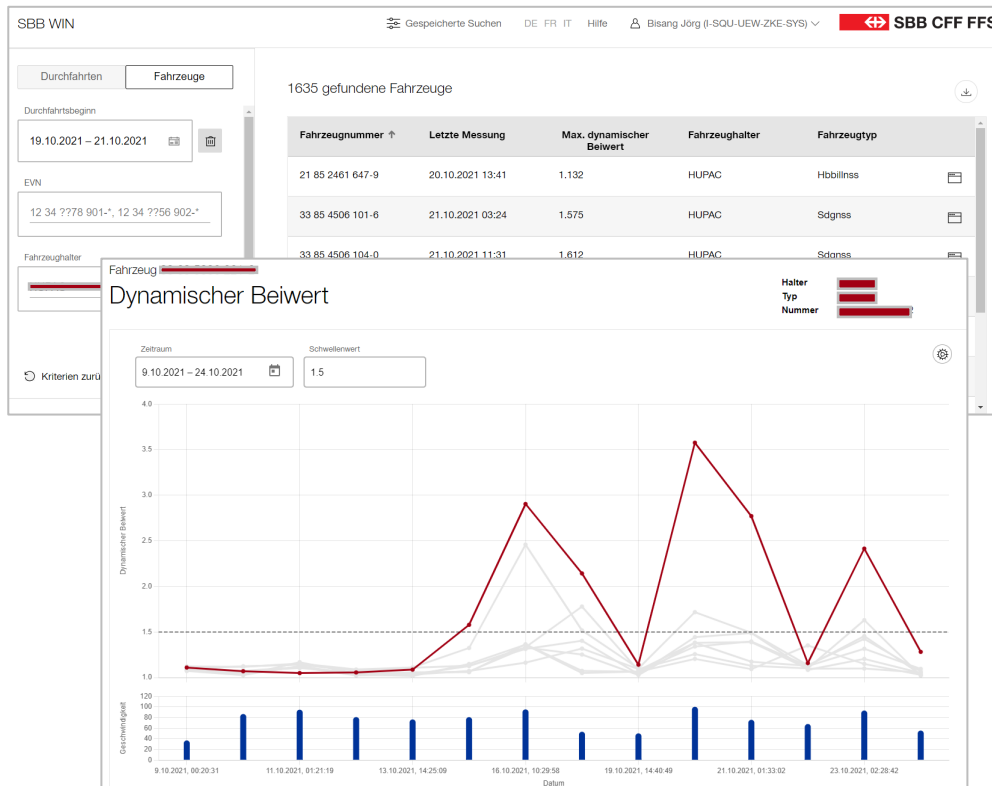 SBB WIN
Gespeicherte Suchen DE FR IT Hilfe Bisang Jörg (I-SQU-UEW-ZKE-SYS) SBB CFF FFS
Durchfahrten Fahrzeuge
Durchfahrtsbeginn
19.10.2021 – 21.10.2021
EVN
12 34 ??78 901-*, 12 34 ??56 902-*
Fahrzeughalter
Kriterien zurü
1635 gefundene Fahrzeuge
Fahrzeugnummer ↑ Letzte Messung Max. dynamischer Beiwert Fahrzeughalter Fahrzeugtyp
21 85 2461 647-9 20.10.2021 13:41 1.132 HUPAC Hbbillnss
33 85 4506 101-6 21.10.2021 03:24 1.575 HUPAC Sdgnss
33 85 4506 104-0 21.10.2021 11:31 1.612 HUPAC Sdgnss
Fahrzeug
Dynamischer Beiwert
Halter
Typ
Nummer
Zeitraum Schwellenwert
9.10.2021 – 24.10.2021 1.5
4.0
3.5
3.0
2.5
2.0
1.5
1.0
Dynamischer Beiwert
120
100
80
60
40
20
0
Geschwindigkeit
9.10.2021, 00:20:31 11.10.2021, 01:21:19 13.10.2021, 14:25:09 16.10.2021, 10:29:58 19.10.2021, 14:40:49 21.10.2021, 01:33:02 23.10.2021, 02:28:42
Datum